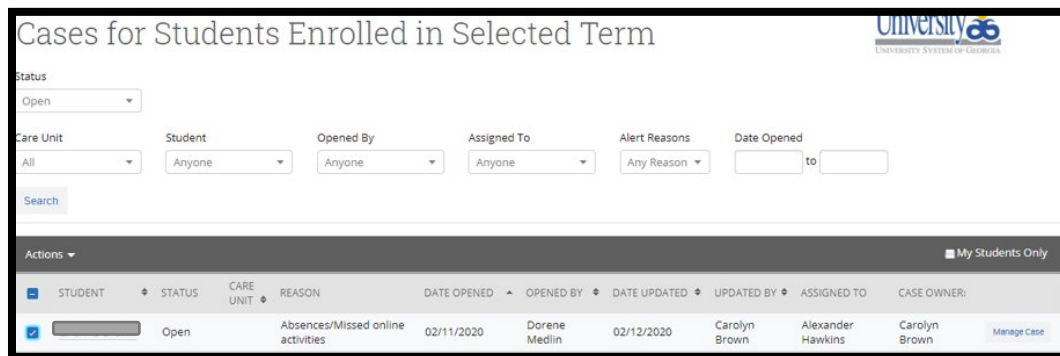 Cases for Students Enrolled in Selected Term
University
UNIVERSITY SYSTEM OF GEORGIA
Status
Open
Care Unit Student Opened By Assigned To Alert Reasons Date Opened
All Anyone Anyone Anyone Any Reason to
Search
Actions My Students Only
STUDENT STATUS CARE UNIT REASON DATE OPENED OPENED BY DATE UPDATED UPDATED BY ASSIGNED TO CASE OWNER:
Open Absences/Missed online activities 02/11/2020 Dorene Medlin 02/12/2020 Carolyn Brown Alexander Hawkins Carolyn Brown Manage Case